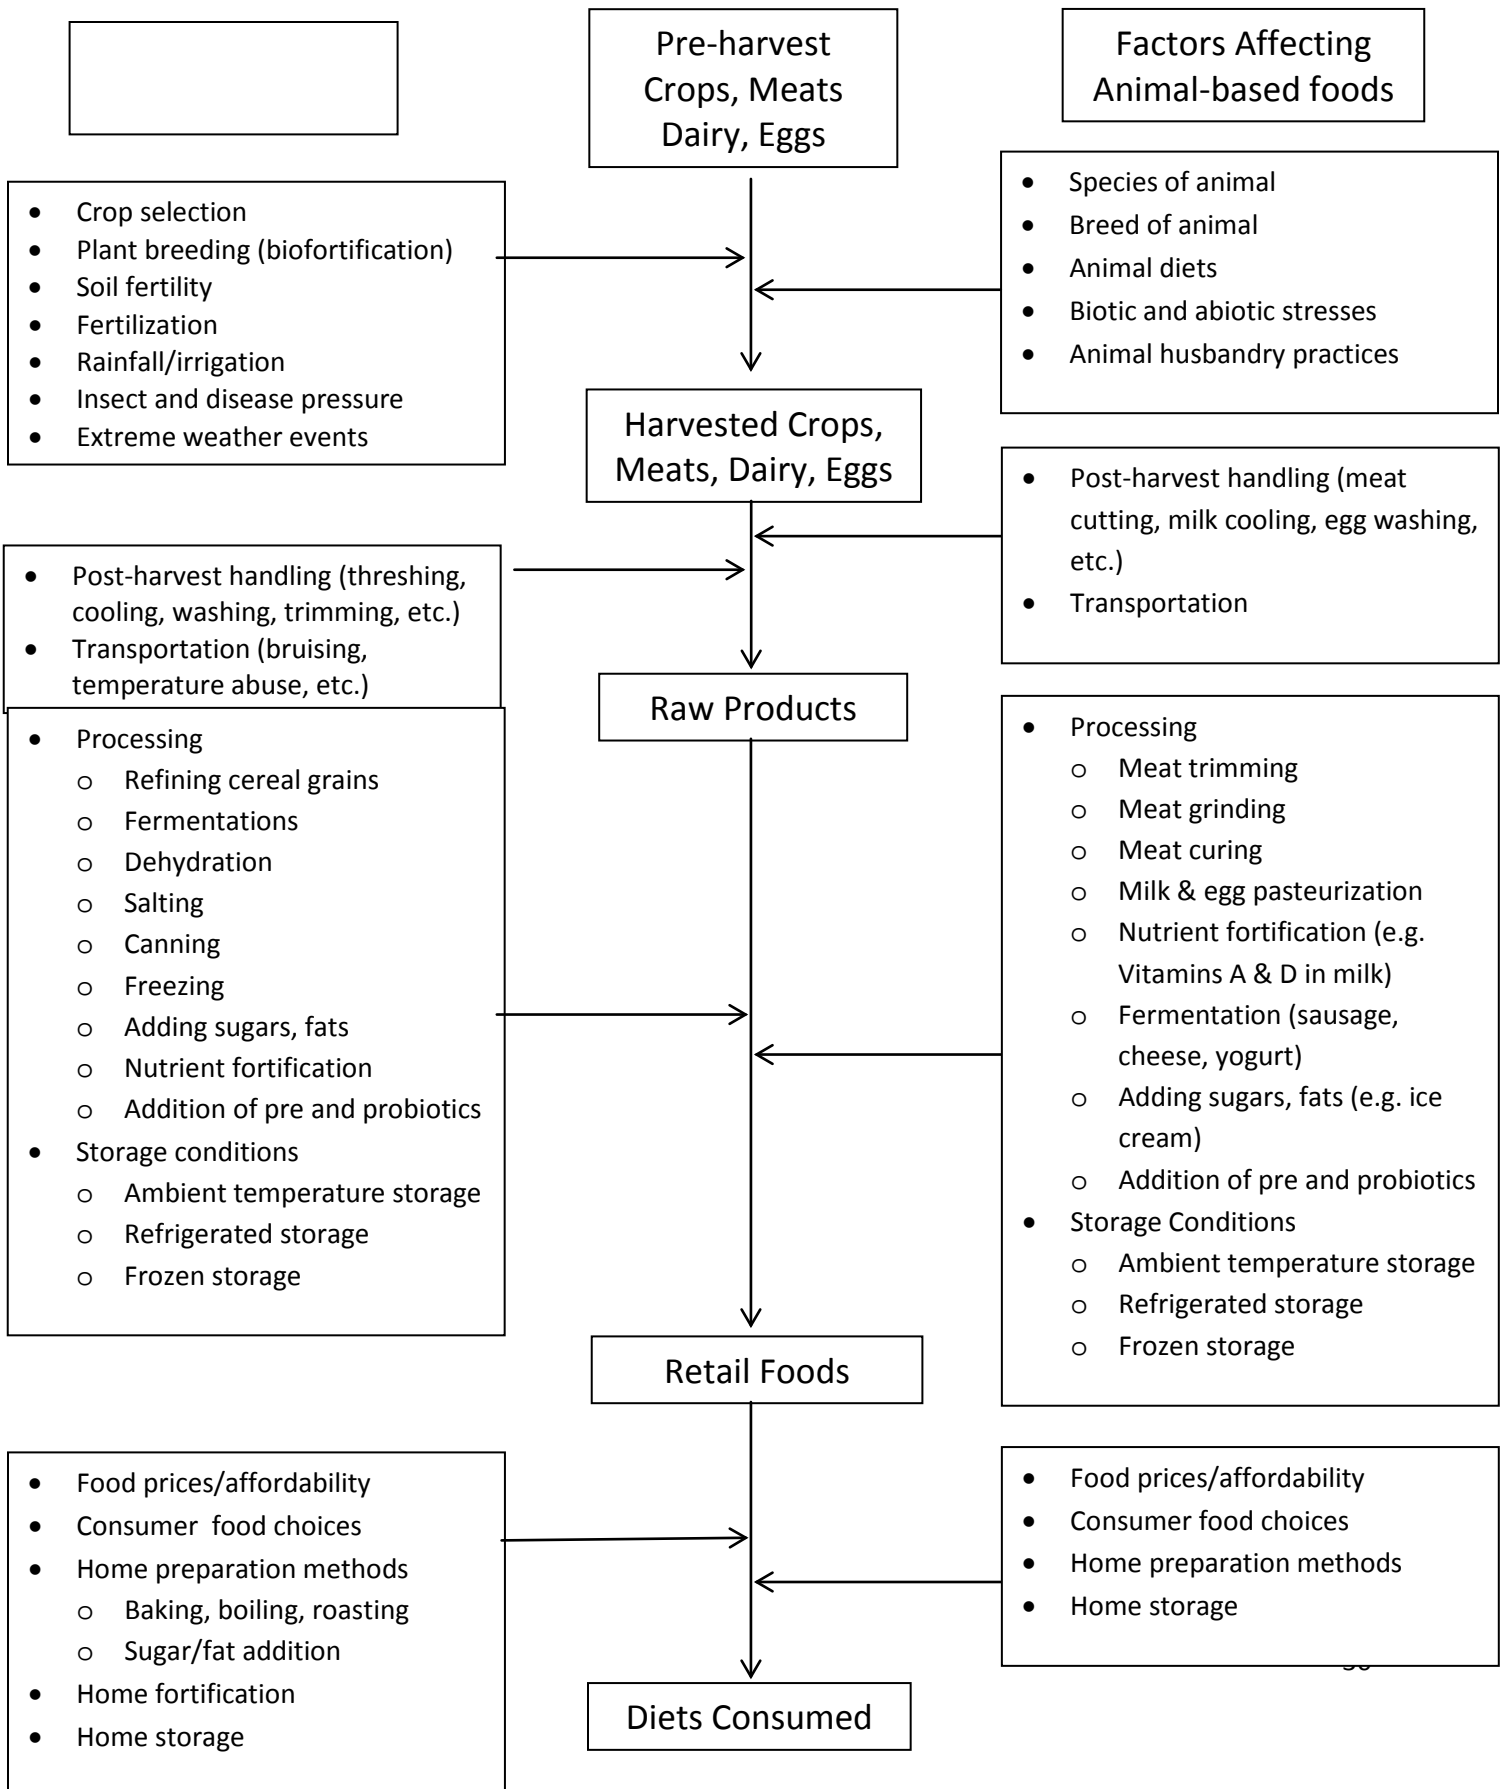 Pre-harvest
Crops, Meats
Dairy, Eggs
Factors Affecting
Animal-based foods
• Crop selection
• Plant breeding (biofortification)
• Soil fertility
• Fertilization
• Rainfall/irrigation
• Insect and disease pressure
• Extreme weather events
• Species of animal
• Breed of animal
• Animal diets
• Biotic and abiotic stresses
• Animal husbandry practices
Harvested Crops,
Meats, Dairy, Eggs
• Post-harvest handling (threshing,
cooling, washing, trimming, etc.)
• Transportation (bruising,
temperature abuse, etc.)
• Post-harvest handling (meat
cutting, milk cooling, egg washing,
etc.)
• Transportation
Raw Products
• Processing
o Refining cereal grains
o Fermentations
o Dehydration
o Salting
o Canning
o Freezing
o Adding sugars, fats
o Nutrient fortification
o Addition of pre and probiotics
• Storage conditions
o Ambient temperature storage
o Refrigerated storage
o Frozen storage
• Processing
o Meat trimming
o Meat grinding
o Meat curing
o Milk & egg pasteurization
o Nutrient fortification (e.g.
Vitamins A & D in milk)
o Fermentation (sausage,
cheese, yogurt)
o Adding sugars, fats (e.g. ice
cream)
o Addition of pre and probiotics
• Storage Conditions
o Ambient temperature storage
o Refrigerated storage
o Frozen storage
Retail Foods
• Food prices/affordability
• Consumer food choices
• Home preparation methods
o Baking, boiling, roasting
o Sugar/fat addition
• Home fortification
• Home storage
• Food prices/affordability
• Consumer food choices
• Home preparation methods
• Home storage
Diets Consumed